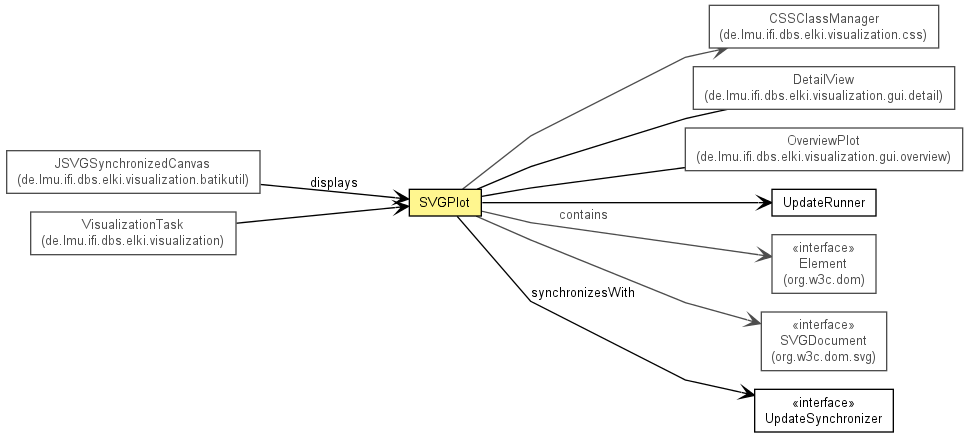 CSSClassManager
(de.lmu.ifi.dbs.elki.visualization.css)
DetailView
(de.lmu.ifi.dbs.elki.visualization.gui.detail)
OverviewPlot
(de.lmu.ifi.dbs.elki.visualization.gui.overview)
JSVGSynchronizedCanvas
(de.lmu.ifi.dbs.elki.visualization.batikutil)
displays
SVGPlot
UpdateRunner
VisualizationTask
(de.lmu.ifi.dbs.elki.visualization)
contains
«interface»
Element
(org.w3c.dom)
synchronizesWith
«interface»
SVGDocument
(org.w3c.dom.svg)
«interface»
UpdateSynchronizer